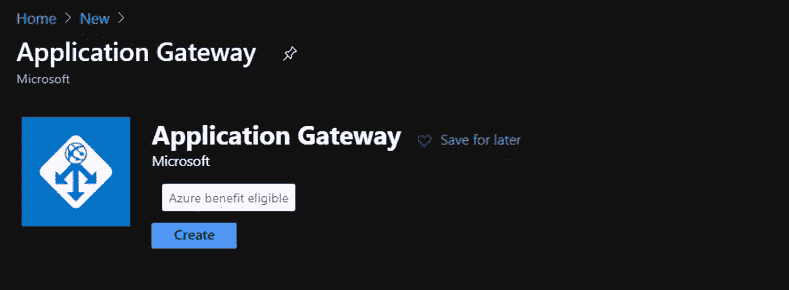 Home > New >
Application Gateway
Microsoft
Application Gateway Save for later
Microsoft
Azure benefit eligible
Create